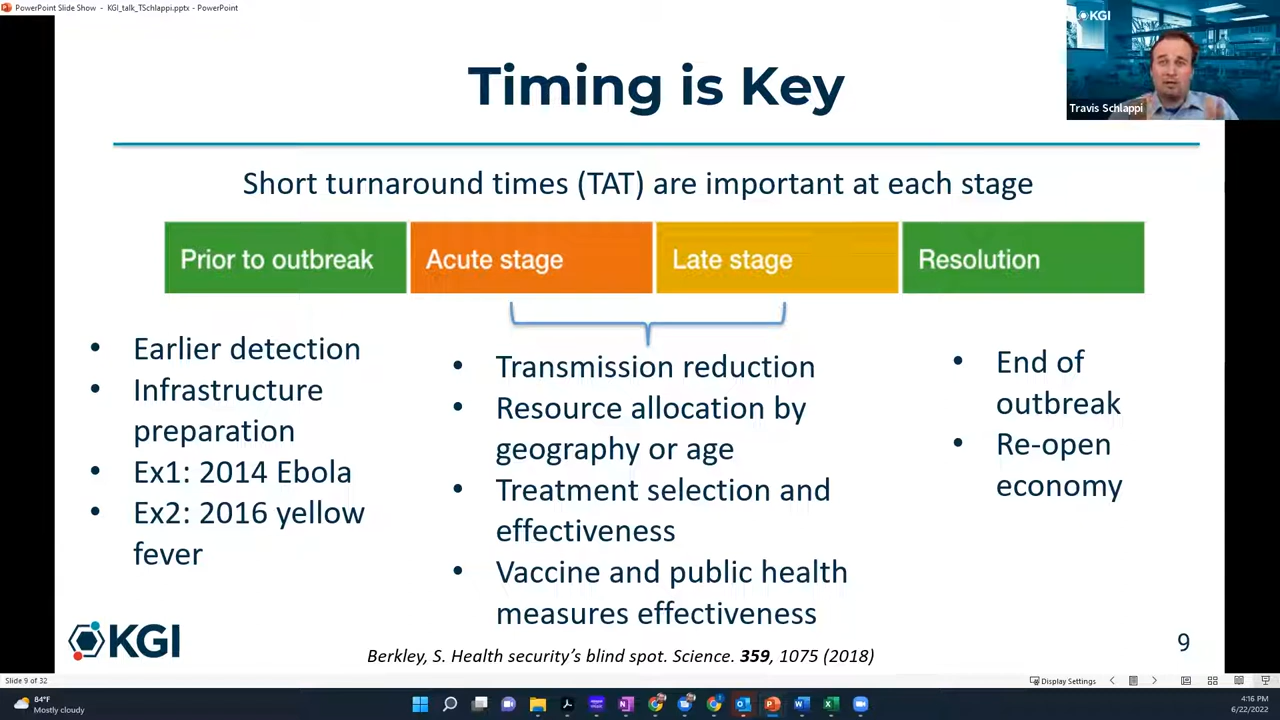 PowerPoint Slide Show - KGI_talk_TSchlappi.pptx - PowerPoint
KGI
Travis Schlappi
Timing is Key
Short turnaround times (TAT) are important at each stage
Prior to outbreak
Acute stage
Late stage
Resolution
• Earlier detection
• Infrastructure
preparation
• Ex1: 2014 Ebola
• Ex2: 2016 yellow
fever
• Transmission reduction
• Resource allocation by
geography or age
• Treatment selection and
effectiveness
• Vaccine and public health
measures effectiveness
• End of
outbreak
• Re-open
economy
KGI
Berkley, S. Health security's blind spot. Science. 359, 1075 (2018)
9
Slide 9 of 32
Display Settings
84°F
Mostly cloudy
4:16 PM
6/22/2022